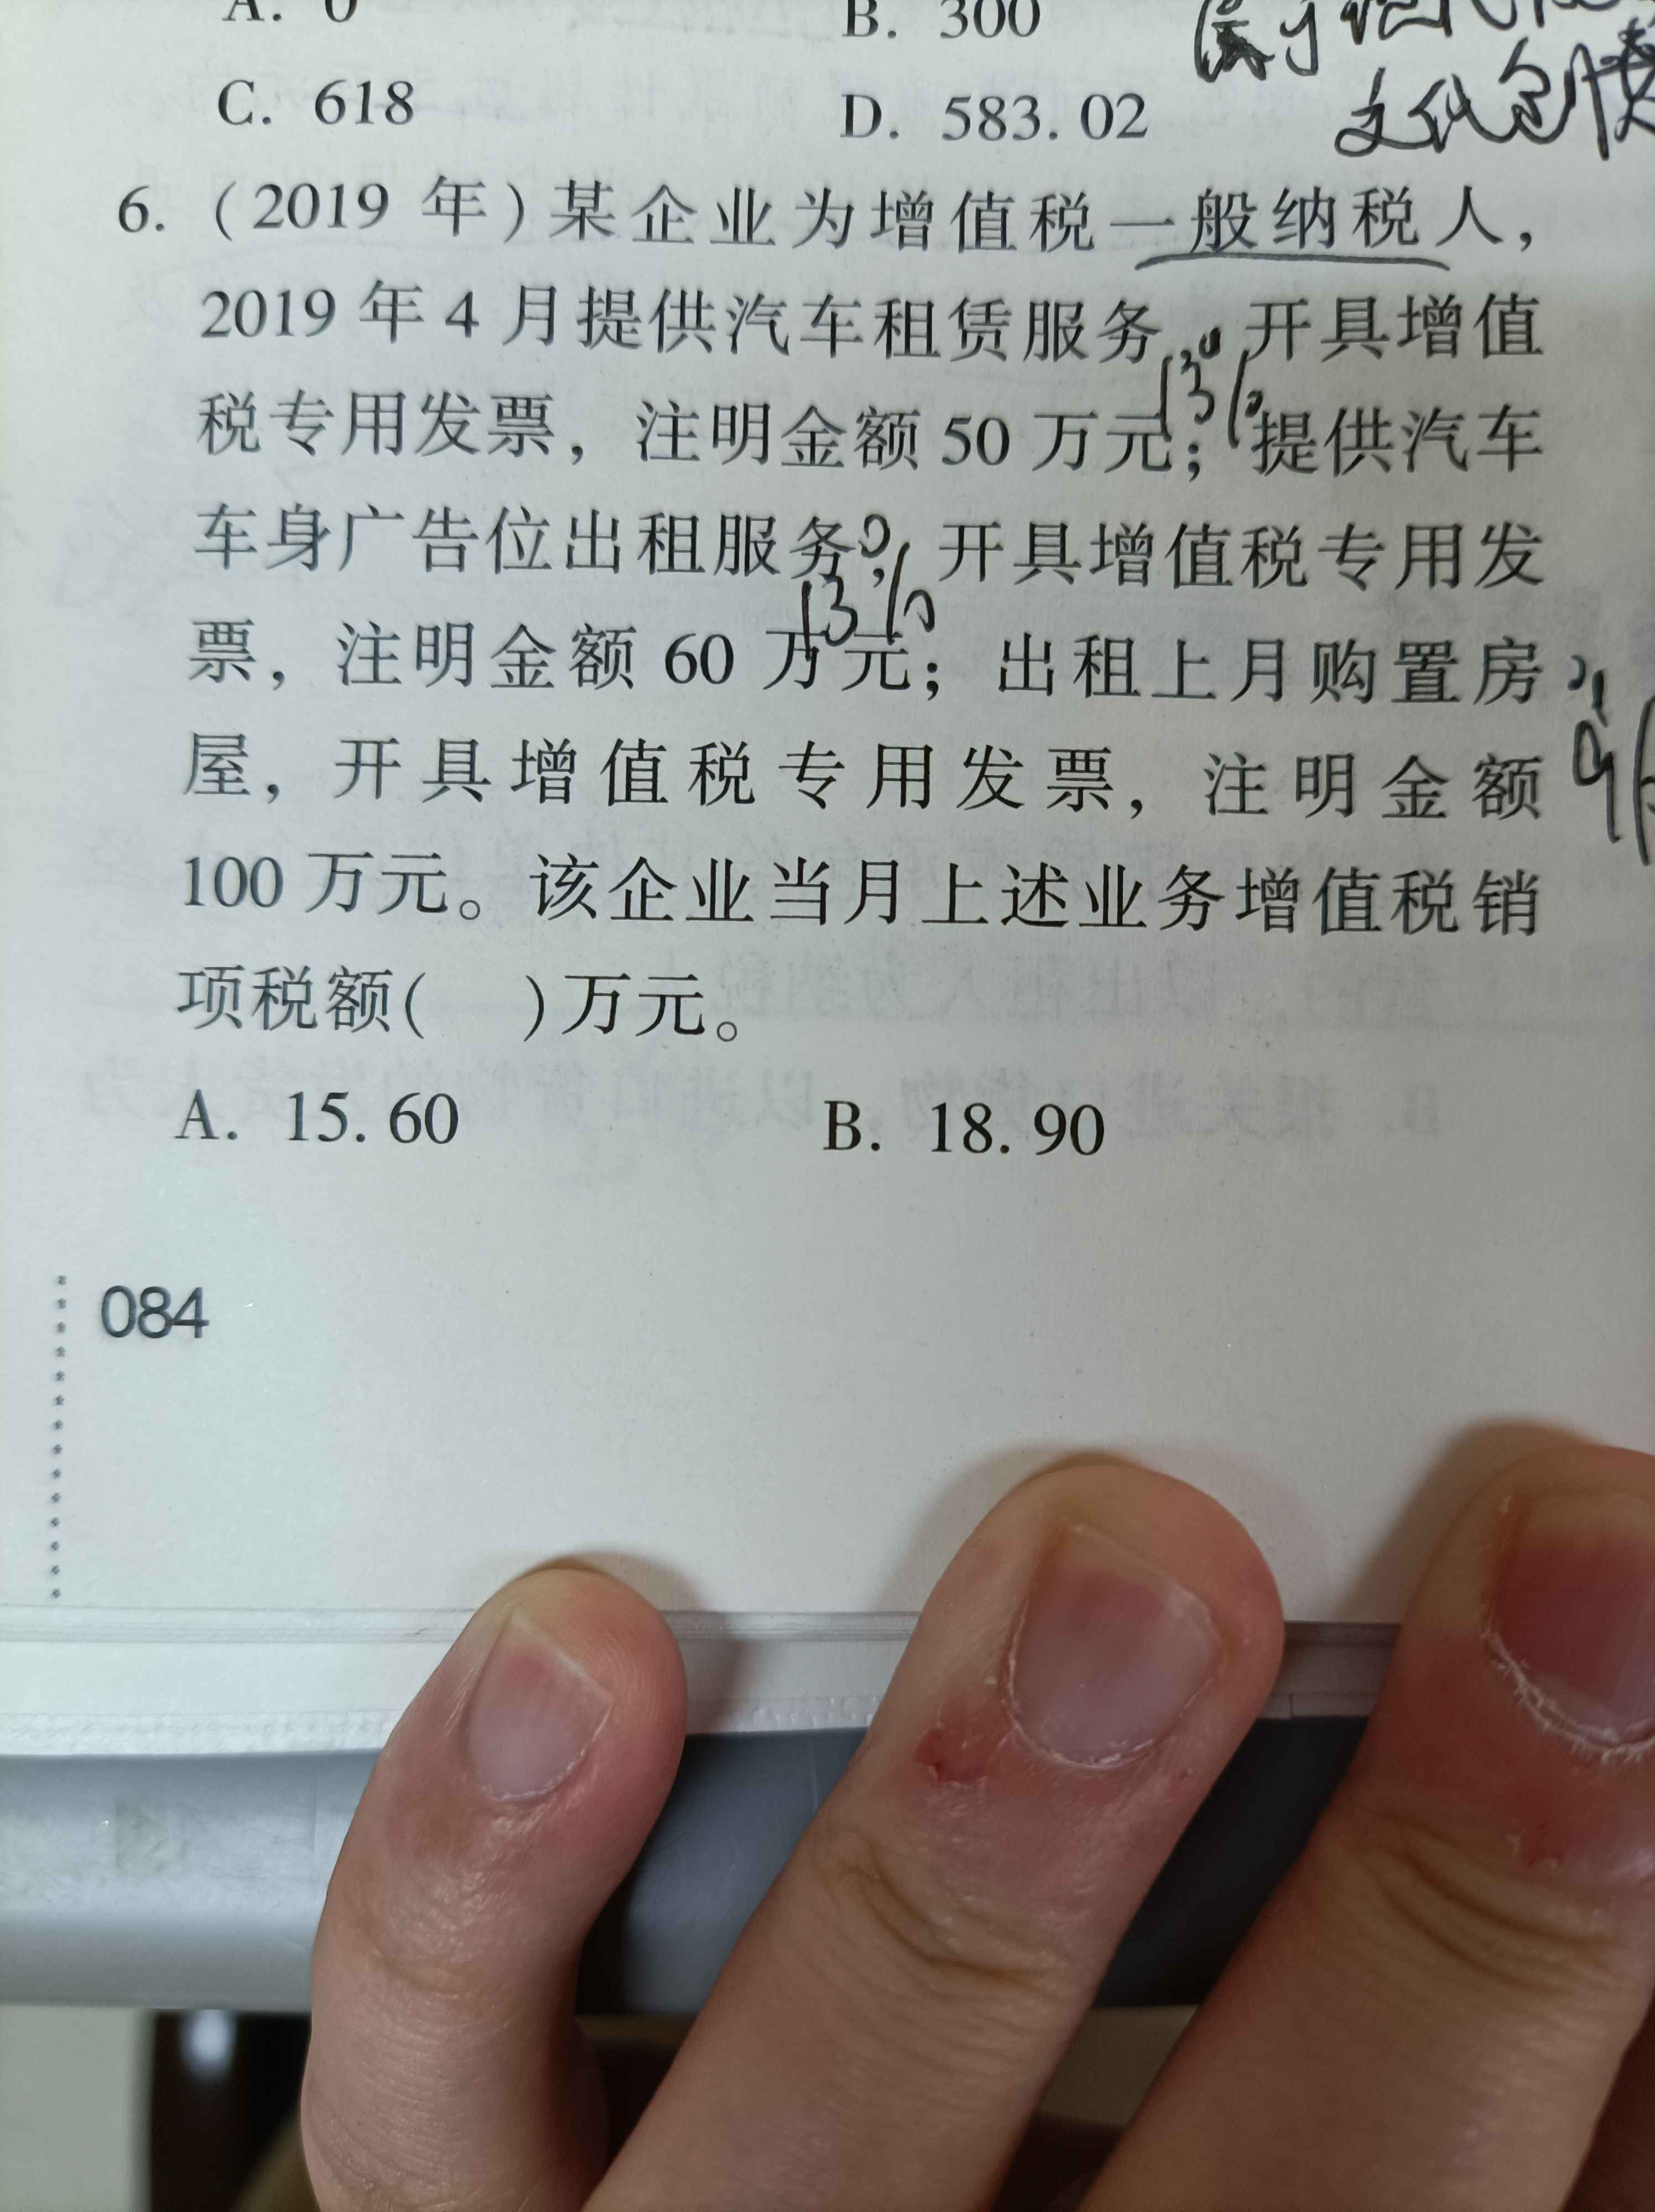 A. 0 B. 300
C. 618 D. 583.02
文化创意
6. (2019 年)某企业为增值税一般纳税人,
2019 年 4 月提供汽车租赁服务, 开具增值
13%
税专用发票, 注明金额 50 万元; 提供汽车
车身广告位出租服务, 开具增值税专用发
13%
票, 注明金额 60 万元; 出租上月购置房
屋, 开具增值税专用发票, 注明金额
100 万元。该企业当月上述业务增值税销
项税额( )万元。
A. 15.60 B. 18.90
084